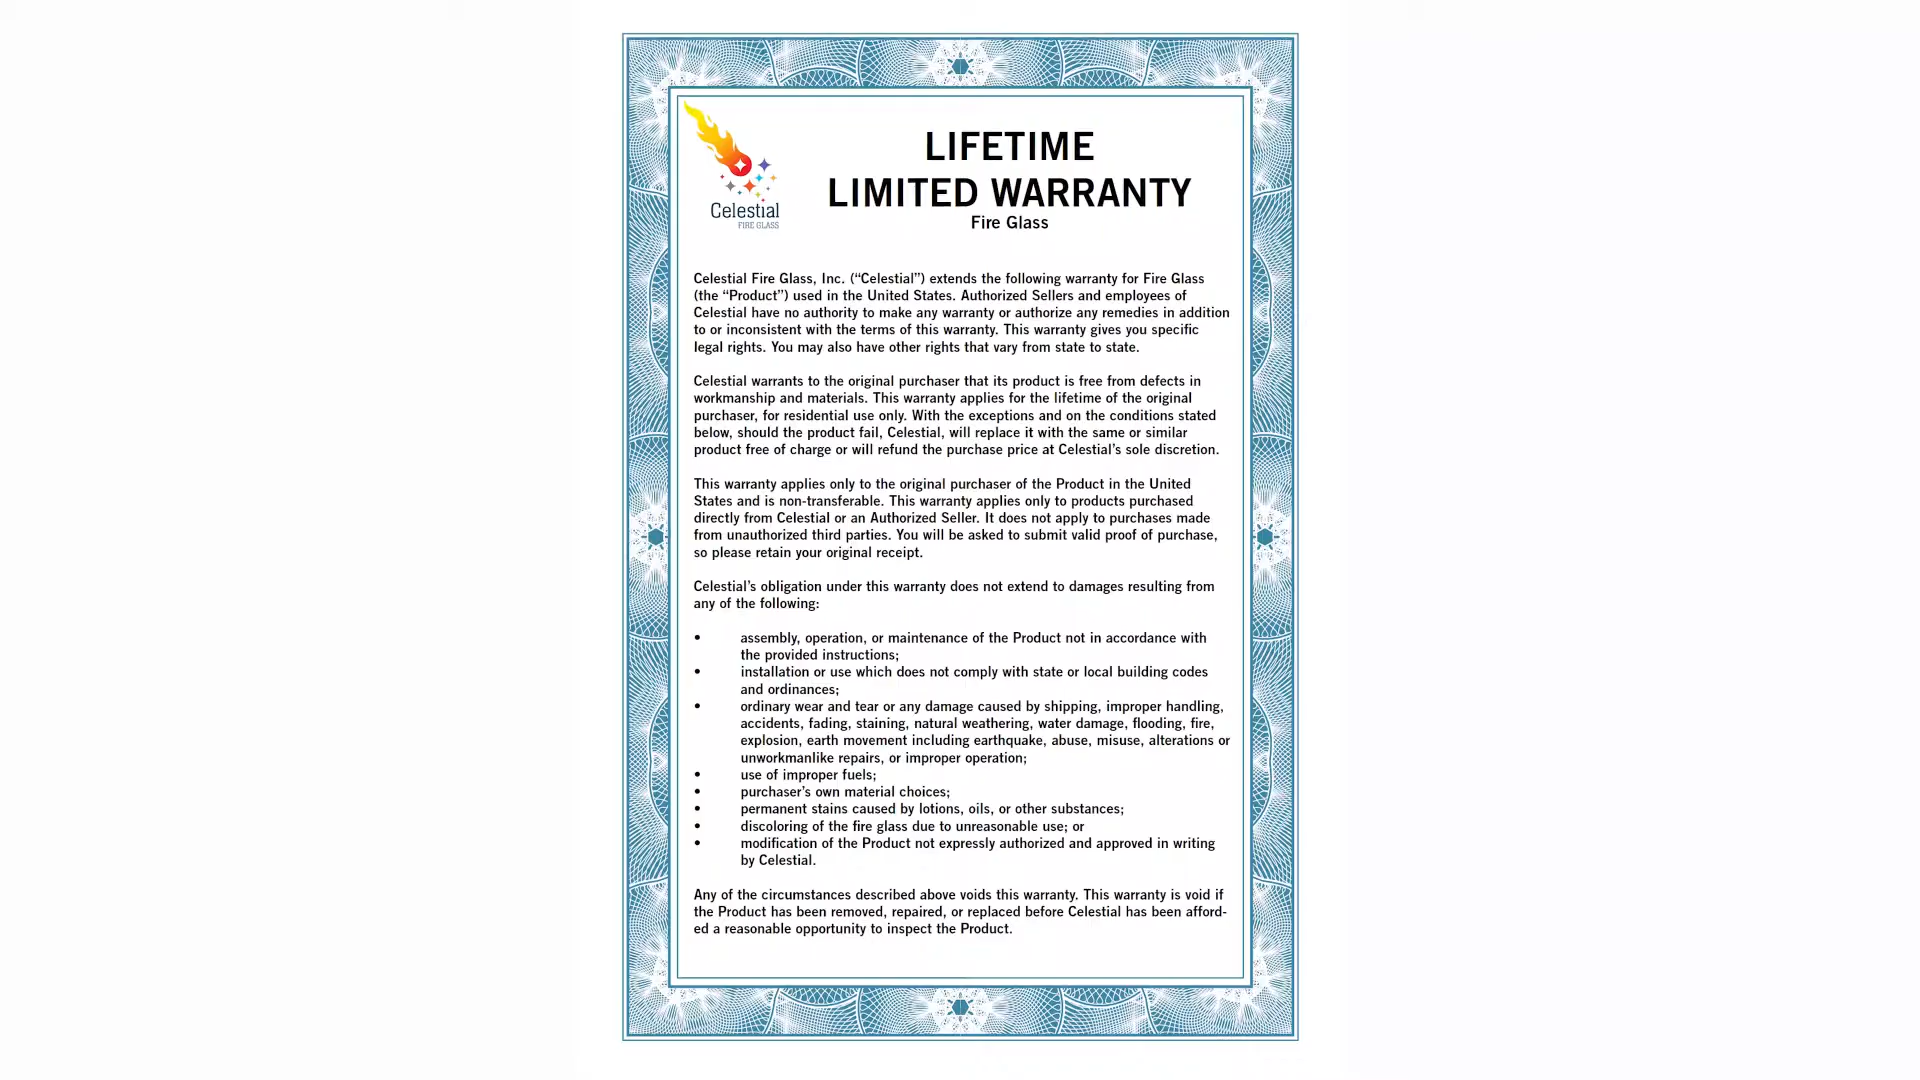 LIFETIME
LIMITED WARRANTY
Fire Glass
Celestial
FIRE GLASS
Celestial Fire Glass, Inc. (“Celestial”) extends the following warranty for Fire Glass
(the “Product”) used in the United States. Authorized Sellers and employees of
Celestial have no authority to make any warranty or authorize any remedies in addition
to or inconsistent with the terms of this warranty. This warranty gives you specific
legal rights. You may also have other rights that vary from state to state.
Celestial warrants to the original purchaser that its product is free from defects in
workmanship and materials. This warranty applies for the lifetime of the original
purchaser, for residential use only. With the exceptions and on the conditions stated
below, should the product fail, Celestial, will replace it with the same or similar
product free of charge or will refund the purchase price at Celestial’s sole discretion.
This warranty applies only to the original purchaser of the Product in the United
States and is non-transferable. This warranty applies only to products purchased
directly from Celestial or an Authorized Seller. It does not apply to purchases made
from unauthorized third parties. You will be asked to submit valid proof of purchase,
so please retain your original receipt.
Celestial’s obligation under this warranty does not extend to damages resulting from
any of the following:
• assembly, operation, or maintenance of the Product not in accordance with
the provided instructions;
• installation or use which does not comply with state or local building codes
and ordinances;
• ordinary wear and tear or any damage caused by shipping, improper handling,
accidents, fading, staining, natural weathering, water damage, flooding, fire,
explosion, earth movement including earthquake, abuse, misuse, alterations or
unworkmanlike repairs, or improper operation;
• use of improper fuels;
• purchaser’s own material choices;
• permanent stains caused by lotions, oils, or other substances;
• discoloring of the fire glass due to unreasonable use; or
• modification of the Product not expressly authorized and approved in writing
by Celestial.
Any of the circumstances described above voids this warranty. This warranty is void if
the Product has been removed, repaired, or replaced before Celestial has been afford-
ed a reasonable opportunity to inspect the Product.